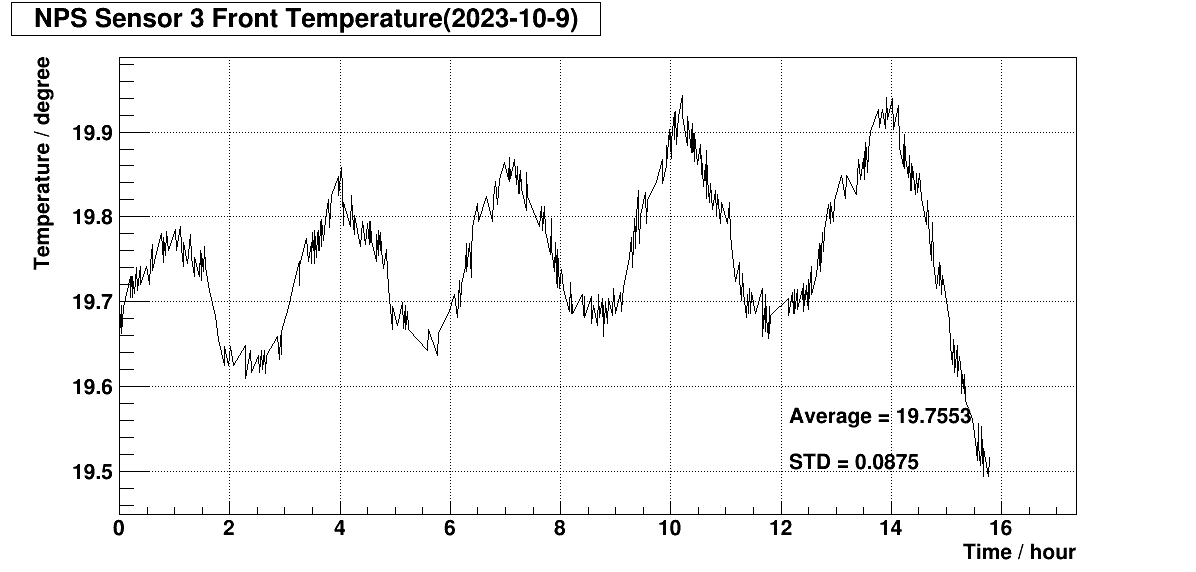 NPS Sensor 3 Front Temperature(2023-10-9)
Temperature / degree
19.9
19.8
19.7
19.6
19.5
Average = 19.7553
STD = 0.0875
0 2 4 6 8 10 12 14 16
Time / hour